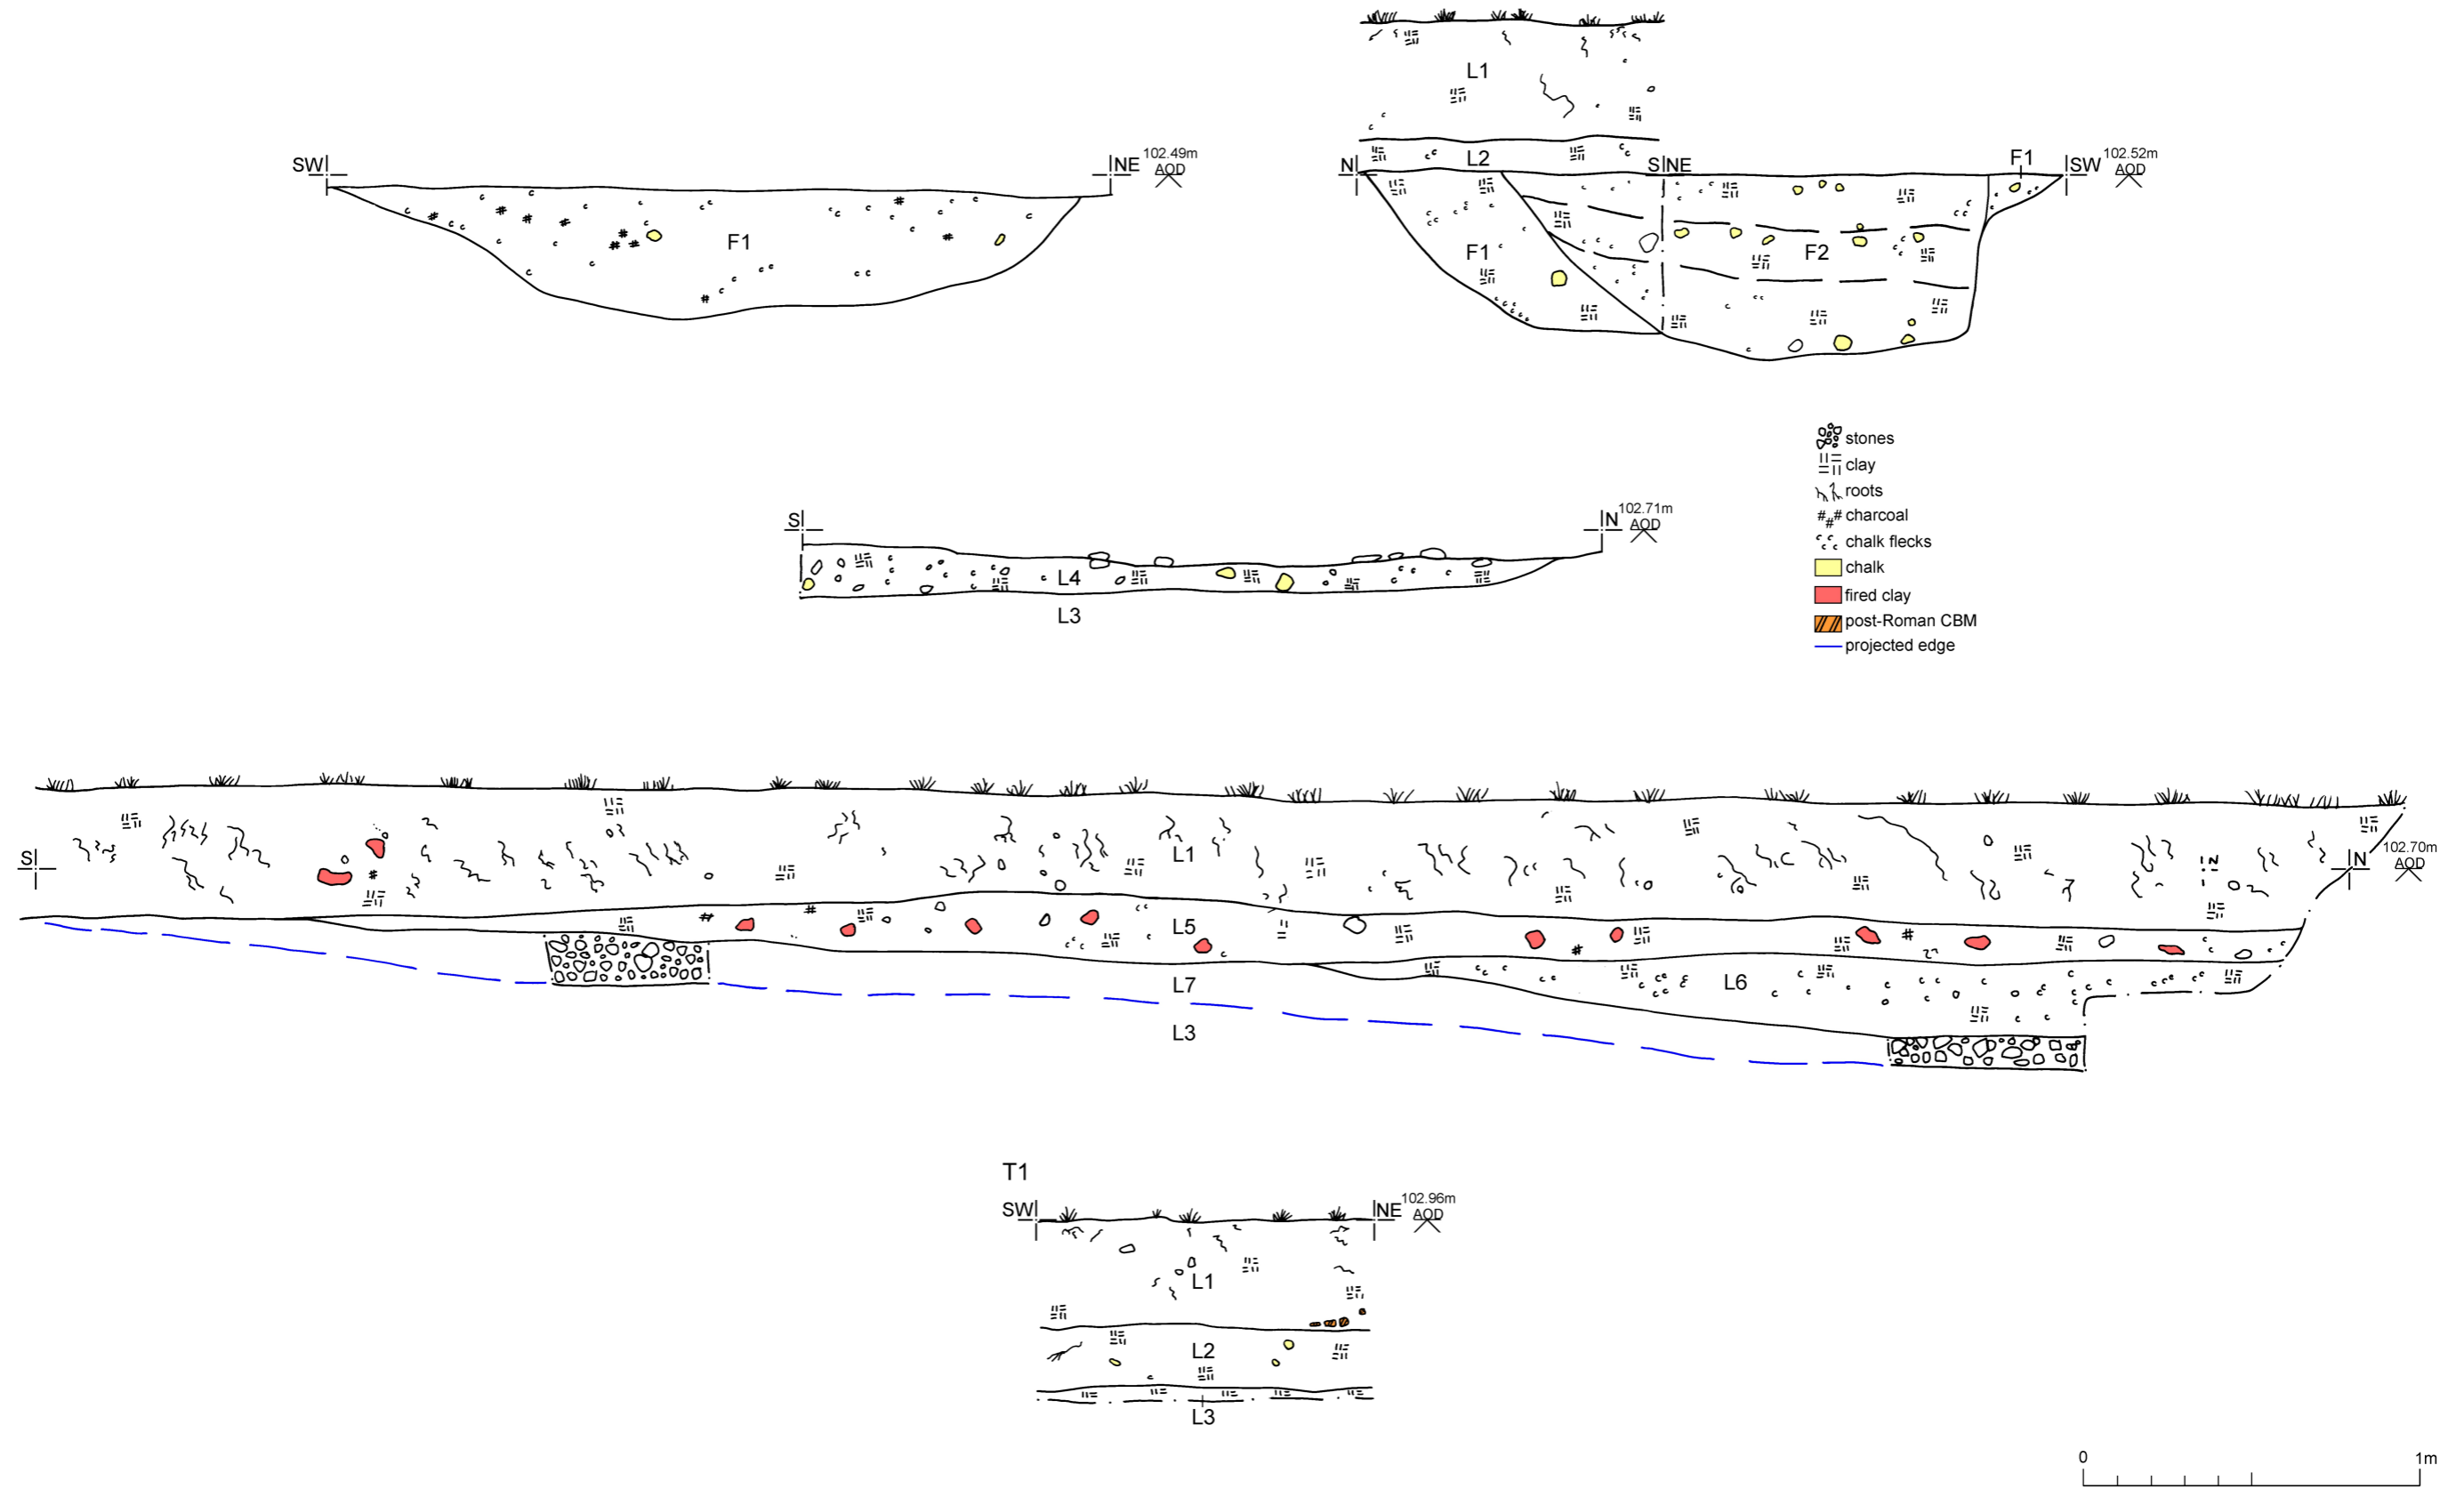 L1
L2
SW
NE
102.49m
AOD
N
S
NE
F1
SW
102.52m
AOD
F1
F1
F2
stones
clay
roots
charcoal
chalk flecks
chalk
fired clay
post-Roman CBM
projected edge
S
N
102.71m
AOD
L4
L3
S
L1
N
N
102.70m
AOD
L5
L7
L6
L3
T1
SW
NE
102.96m
AOD
L1
L2
L3
0
1m